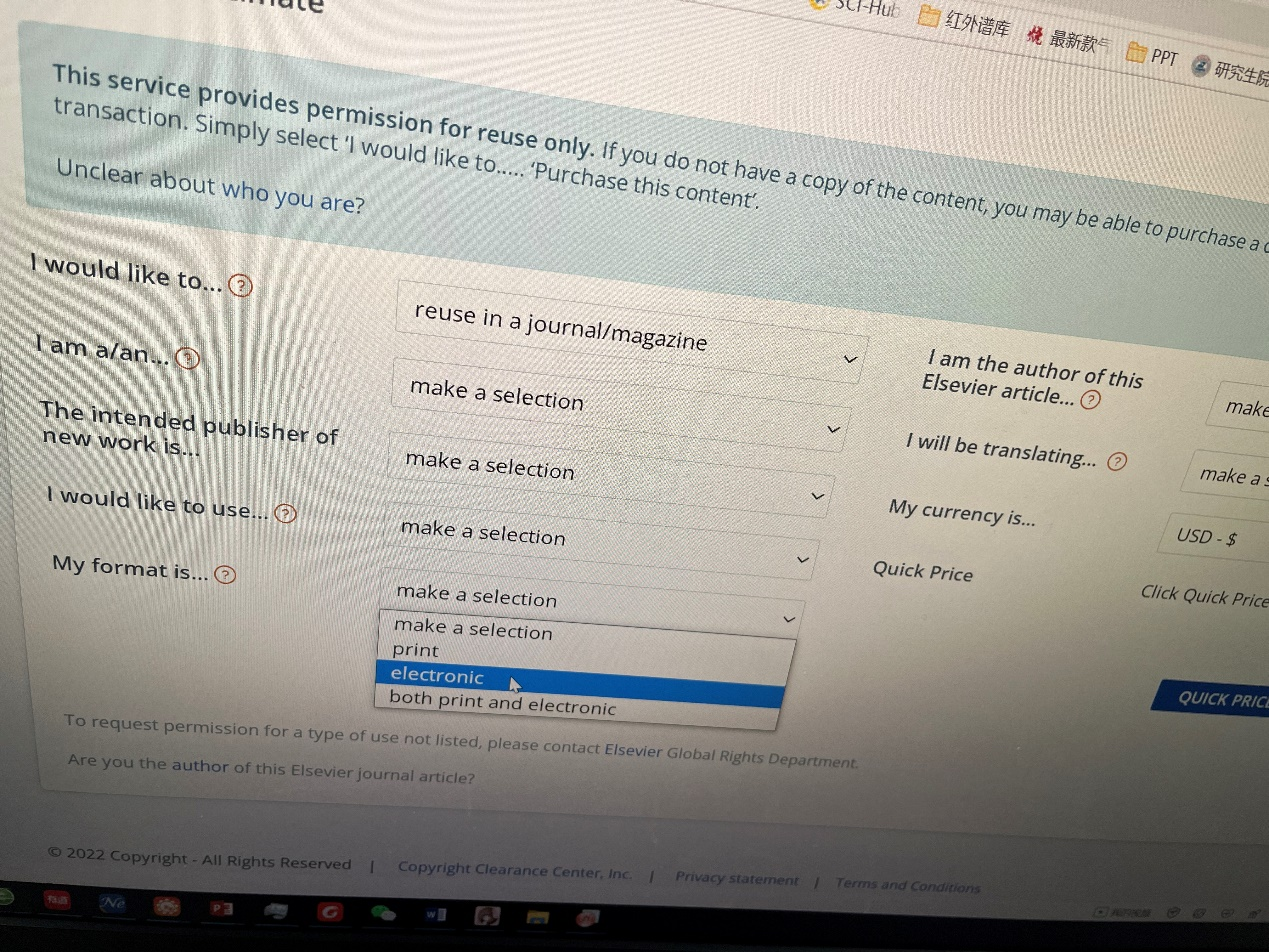 SCI-Hub
红外谱库
最新款
PPT
研究生院
This service provides permission for reuse only. If you do not have a copy of the content, you may be able to purchase a
transaction. Simply select 'I would like to..... 'Purchase this content'.
Unclear about who you are?
I would like to... ?
reuse in a journal/magazine
I am a/an... ?
make a selection
The intended publisher of
new work is...
make a selection
I would like to use... ?
make a selection
My format is... ?
make a selection
make a selection
print
electronic
both print and electronic
I am the author of this
Elsevier article... ?
make
I will be translating... ?
make a
My currency is...
USD - $
Quick Price
Click Quick Price
QUICK PRICE
To request permission for a type of use not listed, please contact Elsevier Global Rights Department.
Are you the author of this Elsevier journal article?
© 2022 Copyright - All Rights Reserved | Copyright Clearance Center, Inc. | Privacy statement | Terms and Conditions